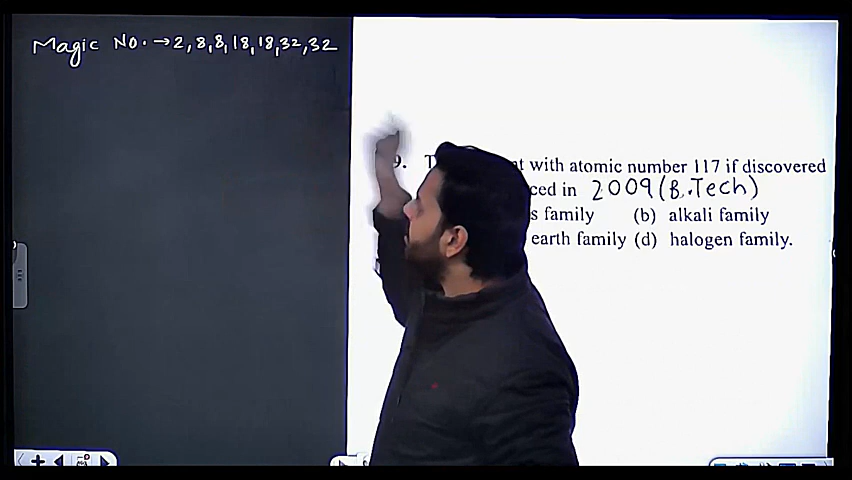 Magic No. → 2, 8, 8, 18, 18, 32, 32
9. T t with atomic number 117 if discovered
ced in 2009 (B.Tech)
s family (b) alkali family
earth family (d) halogen family.